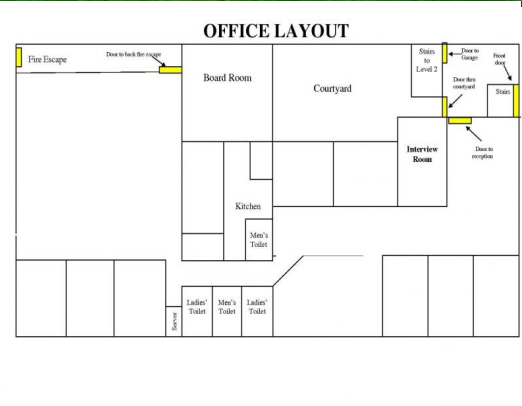 OFFICE LAYOUT
Fire Escape
Door to back fire escape
Board Room
Courtyard
Stairs
to
Level 2
Door to
Garage
Front
door
Door thru
courtyard
Stairs
Interview
Room
Door to
reception
Kitchen
Men's
Toilet
Server
Ladies'
Toilet
Men's
Toilet
Ladies'
Toilet